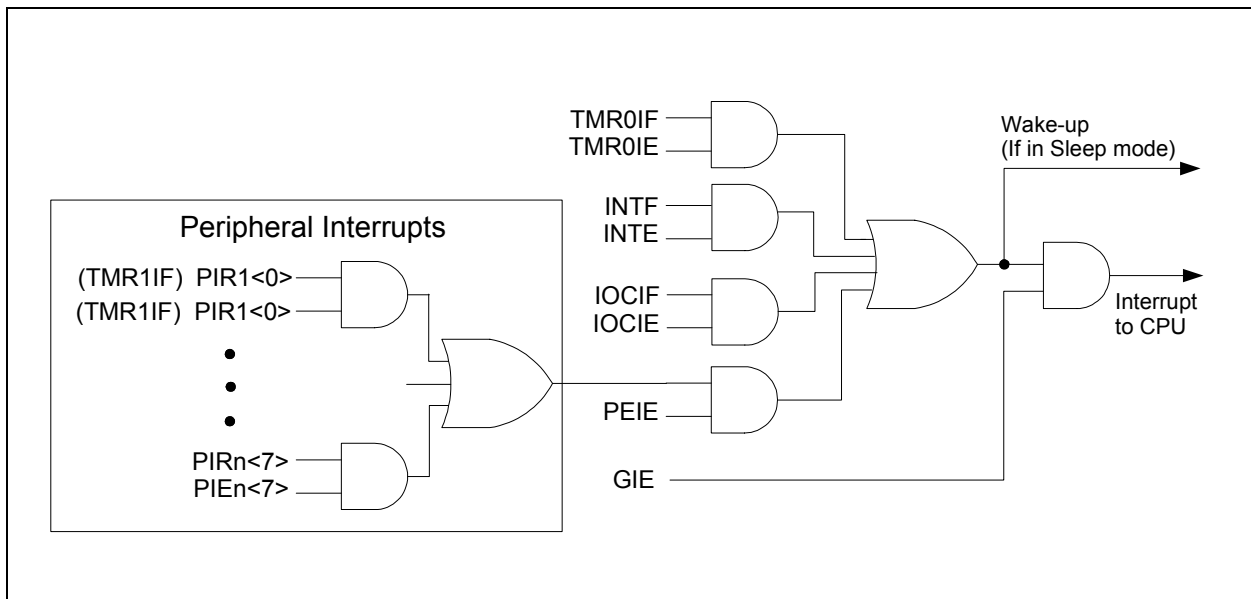 TMR0IF
TMR0IE
Wake-up
(If in Sleep mode)
INTF
INTE
Peripheral Interrupts
(TMR1IF) PIR1<0>
(TMR1IF) PIR1<0>
IOCIF
IOCIE
Interrupt
to CPU
PEIE
PIRn<7>
PIEn<7>
GIE